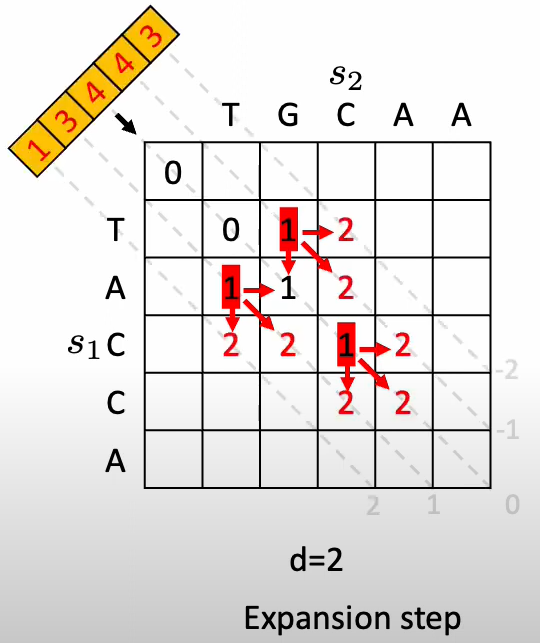 1 3 4 4 3
s₂
T G C A A
0
T 0 1 2
A 1 1 2
s₁ C 2 2 1 2
-2
C 2 2
-1
A
2 1 0
d=2
Expansion step